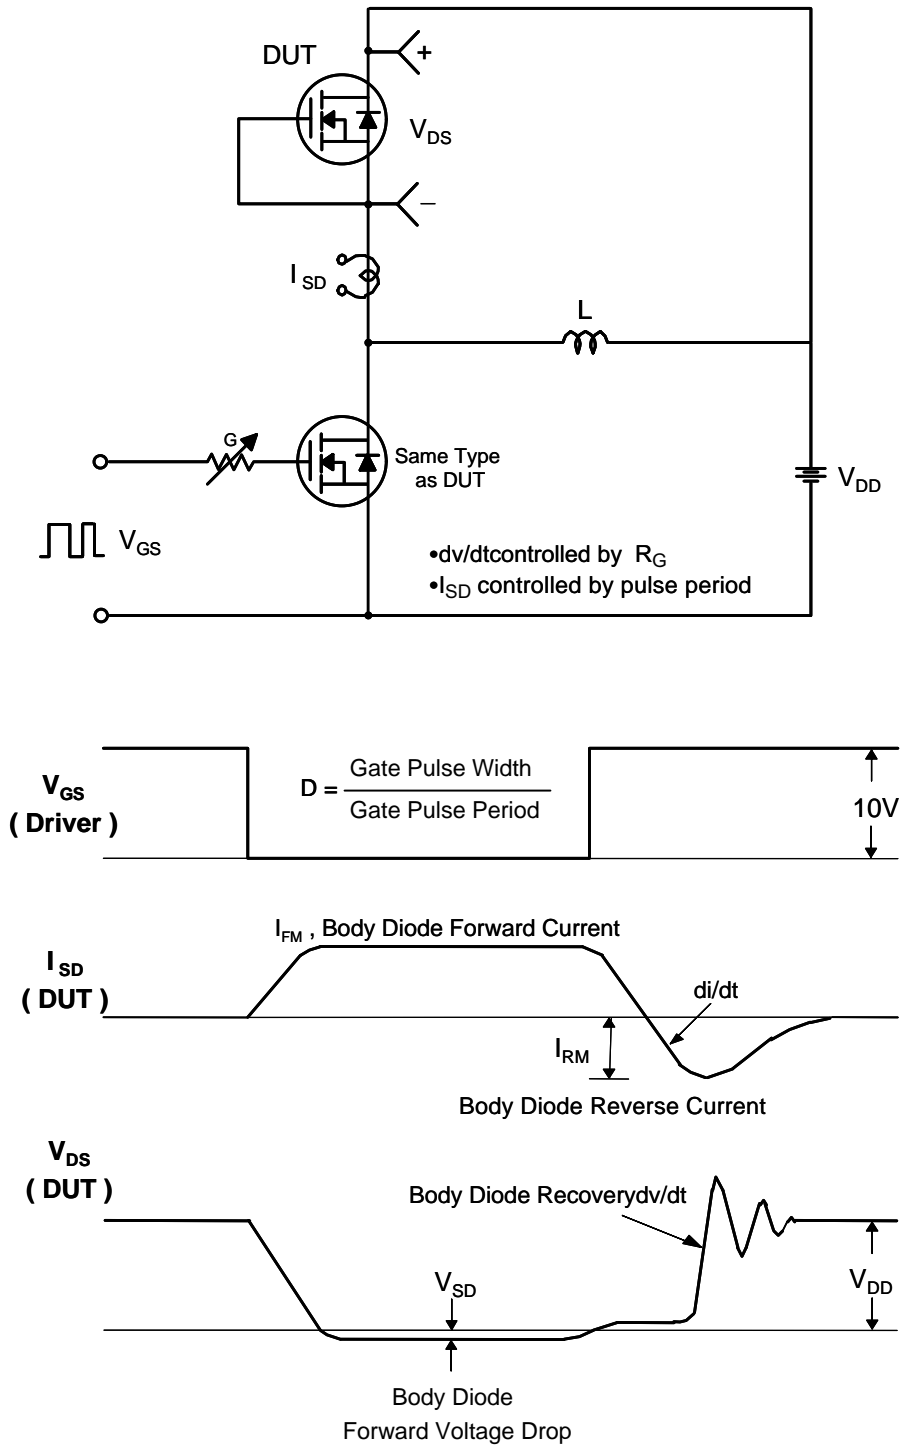 DUT
+
V_DS
−
I_SD
L
G
Same Type
as DUT
V_DD
V_GS
•dv/dtcontrolled by R_G
•I_SD controlled by pulse period
V_GS
( Driver )
D = Gate Pulse Width
Gate Pulse Period
10V
I_FM , Body Diode Forward Current
I_SD
( DUT )
di/dt
I_RM
Body Diode Reverse Current
V_DS
( DUT )
Body Diode Recoverydv/dt
V_SD
V_DD
Body Diode
Forward Voltage Drop